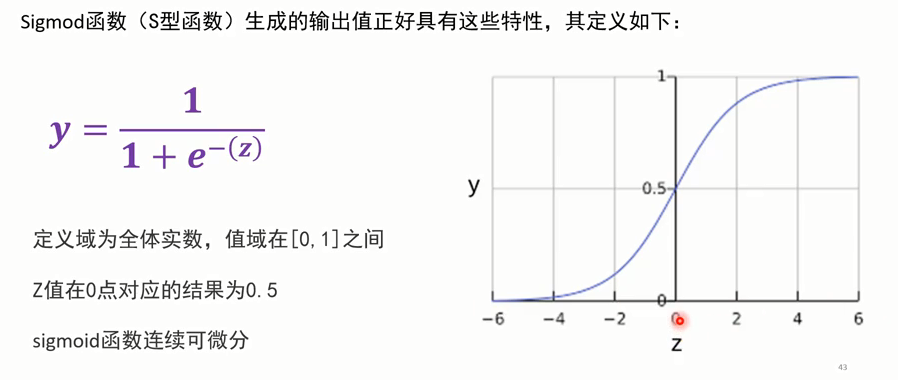 Sigmod函数（S型函数）生成的输出值正好具有这些特性，其定义如下：
y = 1 / (1 + e^-(z))
定义域为全体实数，值域在[0,1]之间
Z值在0点对应的结果为0.5
sigmoid函数连续可微分
1
y
0.5
0
-6 -4 -2 0 2 4 6
z
43